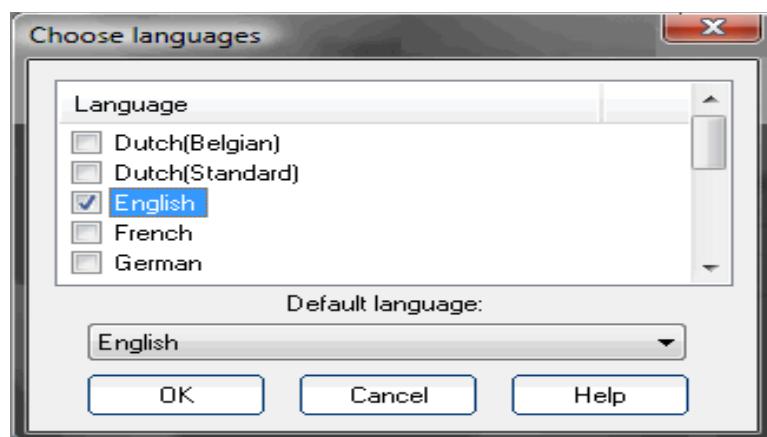 Choose languages
Language
Dutch(Belgian)
Dutch(Standard)
English
French
German
Default language:
English
OK Cancel Help